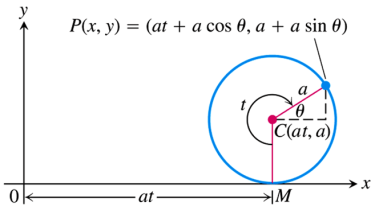 y
P(x, y) = (at + a cos θ, a + a sin θ)
a
t
θ
C(at, a)
x
0
at
M